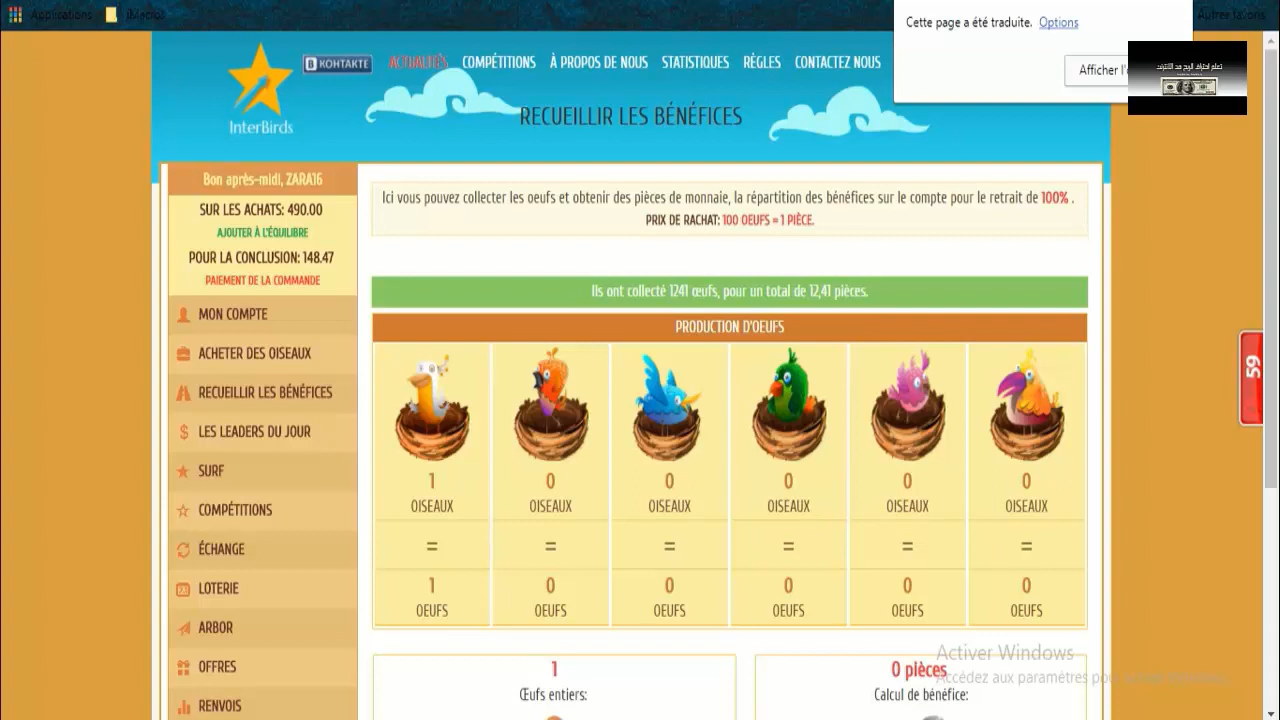 Applications
iMacros
Autres favoris
Cette page a été traduite. Options
Afficher l'o
InterBirds
B КОНТАКТЕ
ACTUALITÉS COMPÉTITIONS À PROPOS DE NOUS STATISTIQUES RÈGLES CONTACTEZ NOUS
RECUEILLIR LES BÉNÉFICES
Bon après-midi, ZARA16
SUR LES ACHATS: 490.00
AJOUTER À L'ÉQUILIBRE
POUR LA CONCLUSION: 148.47
PAIEMENT DE LA COMMANDE
MON COMPTE
ACHETER DES OISEAUX
RECUEILLIR LES BÉNÉFICES
LES LEADERS DU JOUR
SURF
COMPÉTITIONS
ÉCHANGE
LOTERIE
ARBOR
OFFRES
RENVOIS
Ici vous pouvez collecter les oeufs et obtenir des pièces de monnaie, la répartition des bénéfices sur le compte pour le retrait de 100% .
PRIX DE RACHAT: 100 OEUFS = 1 PIÈCE.
Ils ont collecté 1241 œufs, pour un total de 12,41 pièces.
PRODUCTION D'OEUFS
1 0 0 0 0 0
OISEAUX OISEAUX OISEAUX OISEAUX OISEAUX OISEAUX
= = = = = =
1 0 0 0 0 0
OEUFS OEUFS OEUFS OEUFS OEUFS OEUFS
1
Œufs entiers:
0 pièces
Calcul de bénéfice:
Activer Windows
Accédez aux paramètres
59